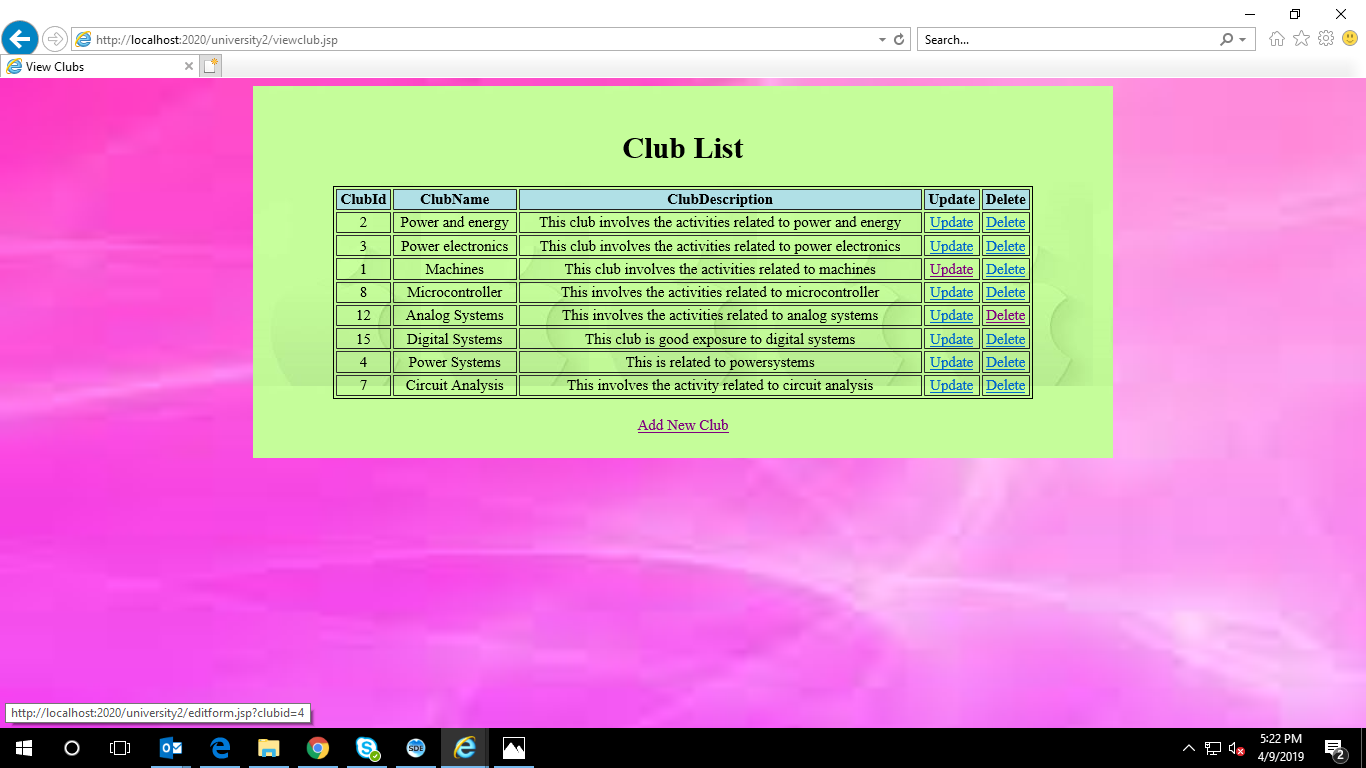 http://localhost:2020/university2/viewclub.jsp
Search...
View Clubs
Club List
ClubId ClubName ClubDescription Update Delete
2 Power and energy This club involves the activities related to power and energy Update Delete
3 Power electronics This club involves the activities related to power electronics Update Delete
1 Machines This club involves the activities related to machines Update Delete
8 Microcontroller This involves the activities related to microcontroller Update Delete
12 Analog Systems This involves the activities related to analog systems Update Delete
15 Digital Systems This club is good exposure to digital systems Update Delete
4 Power Systems This is related to powersystems Update Delete
7 Circuit Analysis This involves the activity related to circuit analysis Update Delete
Add New Club
http://localhost:2020/university2/editform.jsp?clubid=4
SDE
5:22 PM
4/9/2019
2